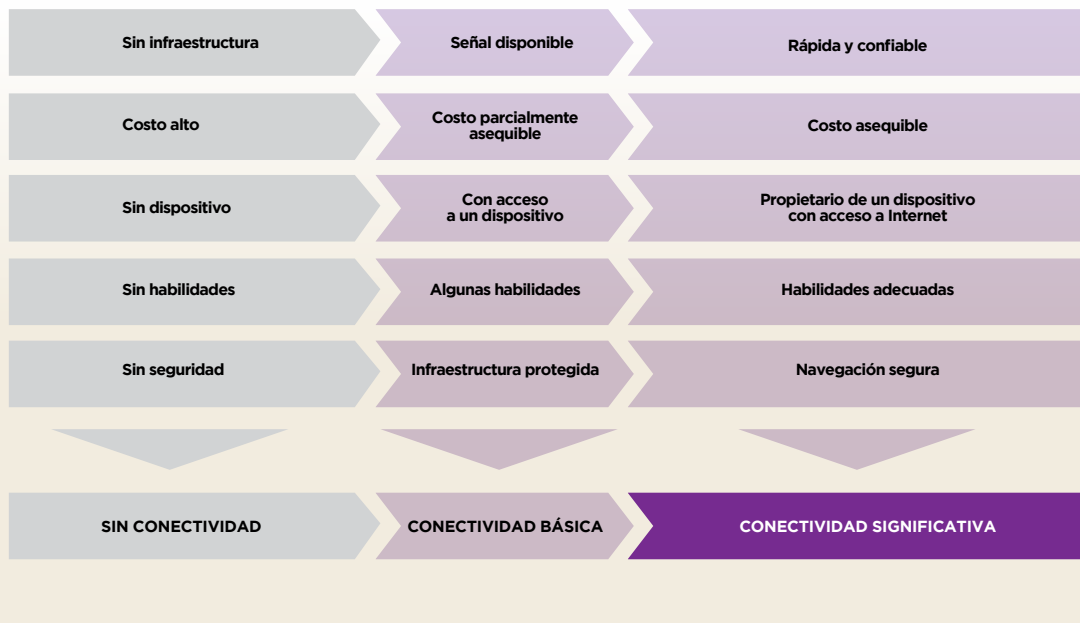 Sin infraestructura
Señal disponible
Rápida y confiable
Costo alto
Costo parcialmente
asequible
Costo asequible
Sin dispositivo
Con acceso
a un dispositivo
Propietario de un dispositivo
con acceso a Internet
Sin habilidades
Algunas habilidades
Habilidades adecuadas
Sin seguridad
Infraestructura protegida
Navegación segura
SIN CONECTIVIDAD
CONECTIVIDAD BÁSICA
CONECTIVIDAD SIGNIFICATIVA